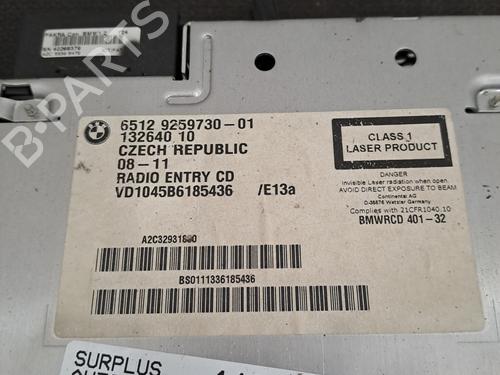 BMW
6512 9259730-01
132640 10
CZECH REPUBLIC
08-11
RADIO ENTRY CD
VD1045B6185436 /E13a
CLASS 1
LASER PRODUCT
DANGER
Invisible Laser radiation when open.
AVOID DIRECT EXPOSURE TO BEAM
Continental AG
D-35576 Wetzlar Germany
Complies with 21CFR1040.10
BMWRCD 401-32
BS0111336185436
SURPLUS
B-PARTS